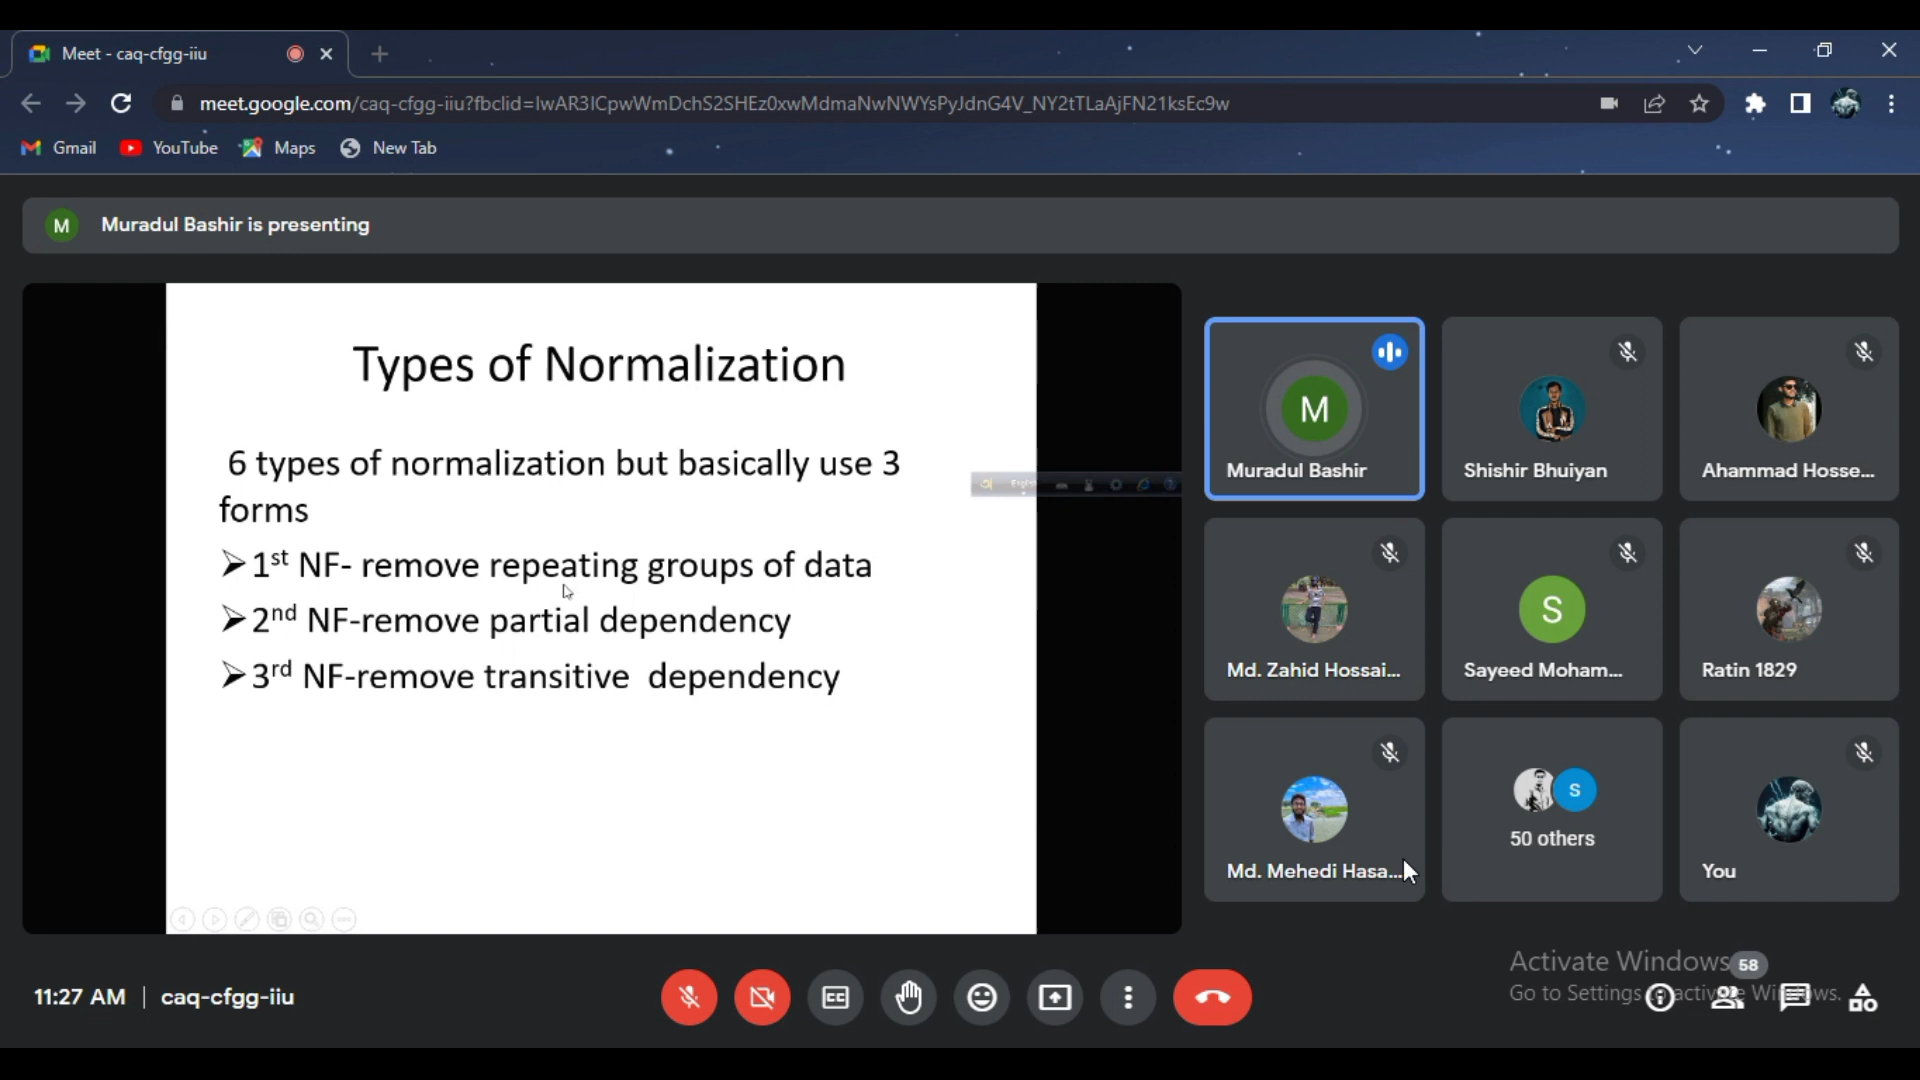 Meet - caq-cfgg-iiu
meet.google.com/caq-cfgg-iiu?fbclid=IwAR3ICpwWmDchS2SHEz0xwMdmaNwNWYsPyJdnG4V_NY2tTLaAjFN21ksEc9w
Gmail YouTube Maps New Tab
M Muradul Bashir is presenting
Types of Normalization
6 types of normalization but basically use 3
forms
➢1st NF- remove repeating groups of data
➢2nd NF-remove partial dependency
➢3rd NF-remove transitive dependency
M
Muradul Bashir
Shishir Bhuiyan
Ahammad Hosse...
Md. Zahid Hossai...
S
Sayeed Moham...
Ratin 1829
Md. Mehedi Hasa...
S
50 others
You
Activate Windows
58
Go to Settings to activate Windows.
11:27 AM | caq-cfgg-iiu
CC